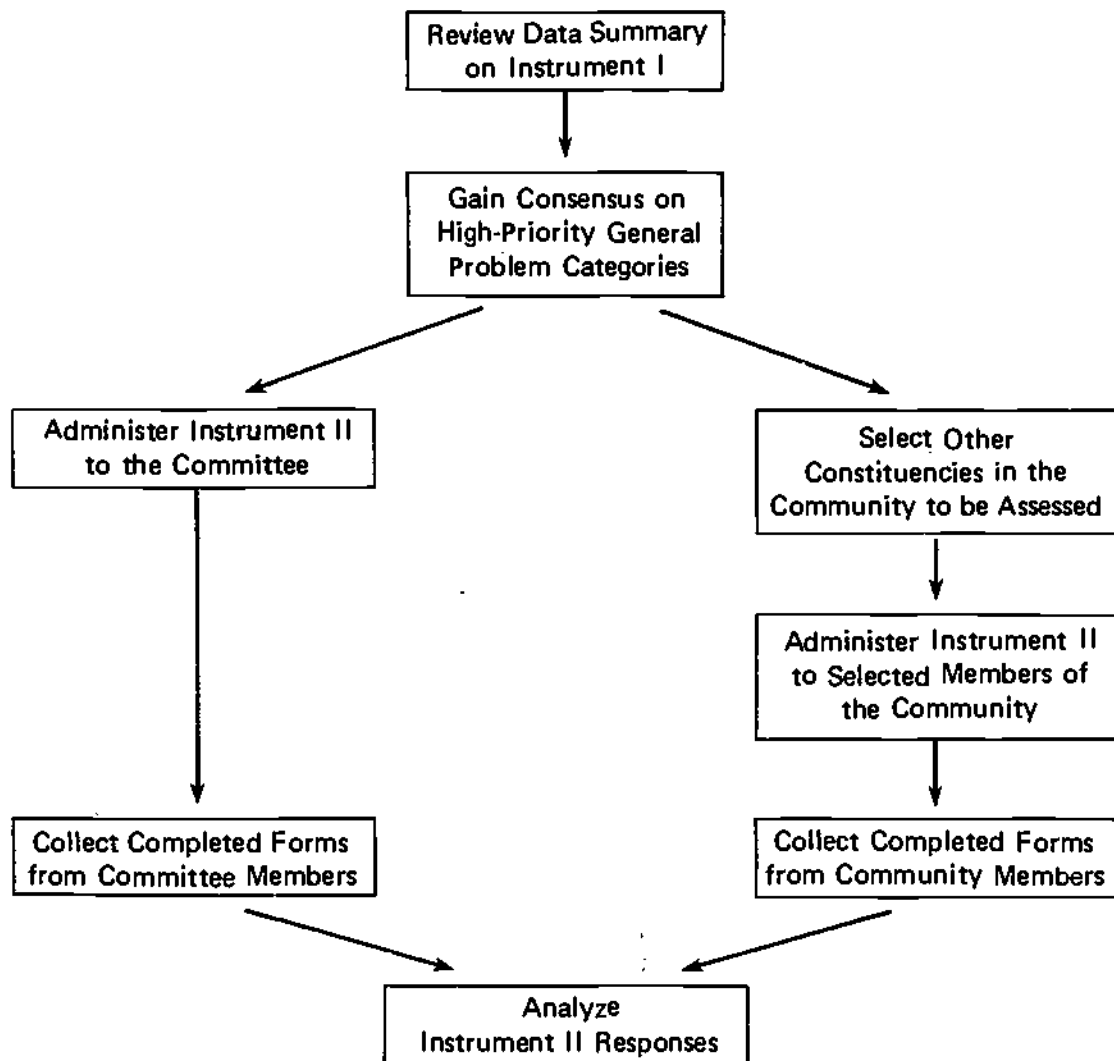 Review Data Summary
on Instrument I
Gain Consensus on
High-Priority General
Problem Categories
Administer Instrument II
to the Committee
Select Other
Constituencies in the
Community to be Assessed
Administer Instrument II
to Selected Members of
the Community
Collect Completed Forms
from Committee Members
Collect Completed Forms
from Community Members
Analyze
Instrument II Responses